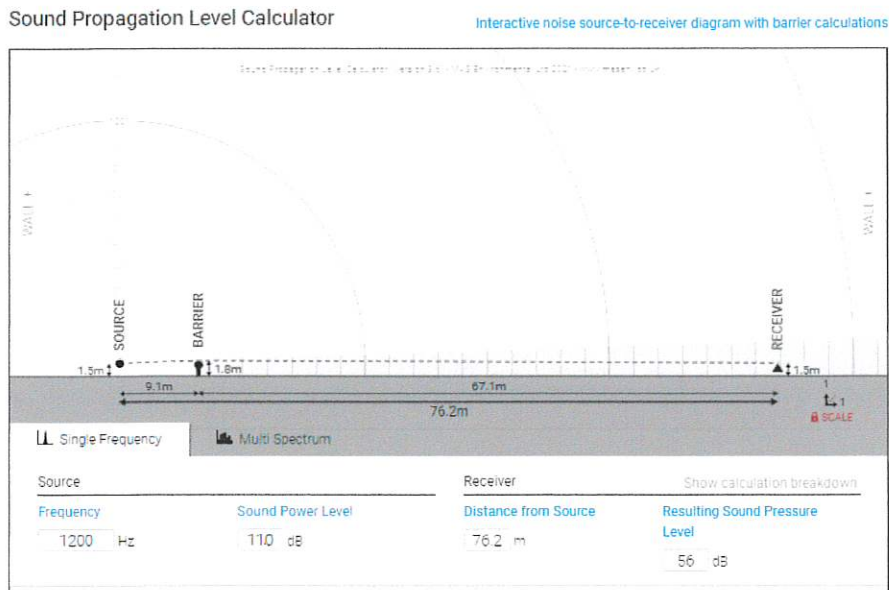 Sound Propagation Level Calculator
Interactive noise source-to-receiver diagram with barrier calculations
WALL +
WALL +
SOURCE
BARRIER
RECEIVER
1.5m
1.8m
1.5m
9.1m
67.1m
76.2m
1
1
SCALE
Single Frequency
Multi Spectrum
Source
Receiver
Show calculation breakdown
Frequency
Sound Power Level
Distance from Source
Resulting Sound Pressure
Level
1200 Hz
110 dB
76.2 m
56 dB